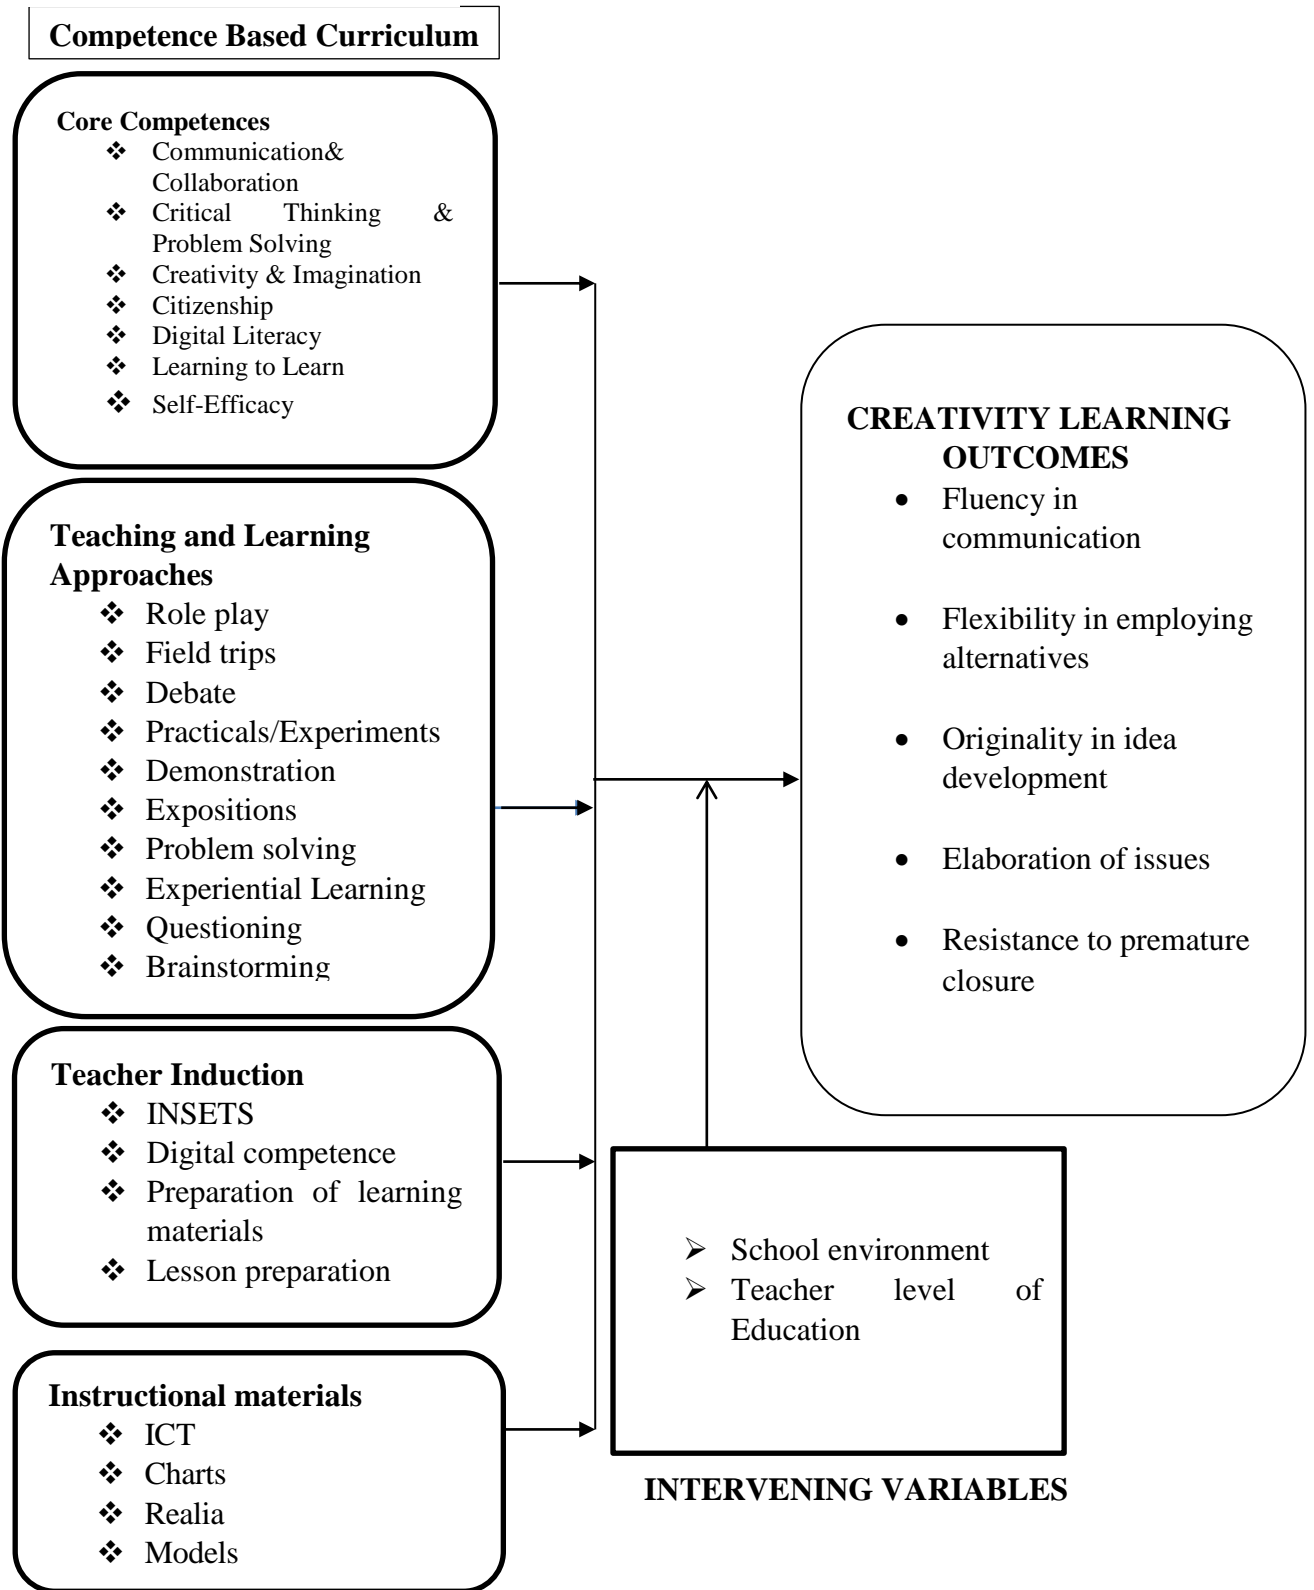 Competence Based Curriculum
Core Competences
❖ Communication&
Collaboration
❖ Critical Thinking &
Problem Solving
❖ Creativity & Imagination
❖ Citizenship
❖ Digital Literacy
❖ Learning to Learn
❖ Self-Efficacy
Teaching and Learning
Approaches
❖ Role play
❖ Field trips
❖ Debate
❖ Practicals/Experiments
❖ Demonstration
❖ Expositions
❖ Problem solving
❖ Experiential Learning
❖ Questioning
❖ Brainstorming
Teacher Induction
❖ INSETS
❖ Digital competence
❖ Preparation of learning
materials
❖ Lesson preparation
Instructional materials
❖ ICT
❖ Charts
❖ Realia
❖ Models
CREATIVITY LEARNING
OUTCOMES
• Fluency in
communication
• Flexibility in employing
alternatives
• Originality in idea
development
• Elaboration of issues
• Resistance to premature
closure
➢ School environment
➢ Teacher level of
Education
INTERVENING VARIABLES